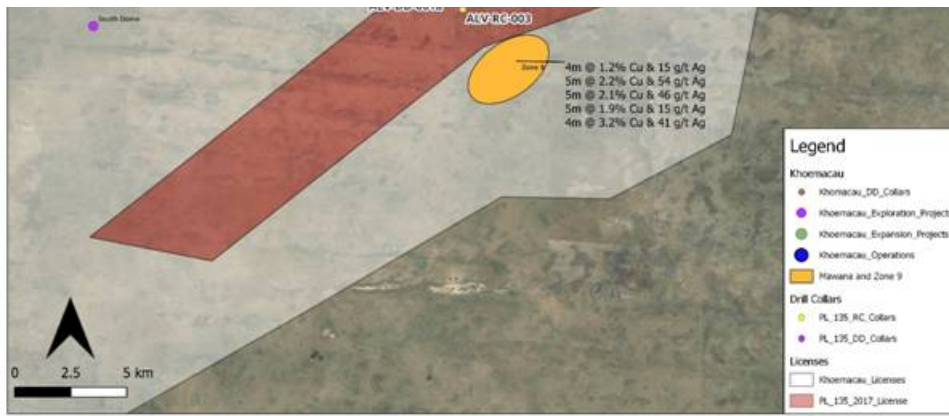 ALV-RC-003
South Dome
Zone 9
4m @ 1.2% Cu & 15 g/t Ag
5m @ 2.2% Cu & 54 g/t Ag
5m @ 2.1% Cu & 46 g/t Ag
5m @ 1.9% Cu & 15 g/t Ag
4m @ 3.2% Cu & 41 g/t Ag
Legend
Khoemacau
Khomacau_DD_Collars
Khoemacau_Exploration_Projects
Khoemacau_Expansion_Projects
Khoemacau_Operations
Mawana and Zone 9
Drill Collars
PL_135_RC_Collars
PL_135_DD_Collars
Licenses
Khoemacau_Licenses
PL_135_2017_License
0 2.5 5 km